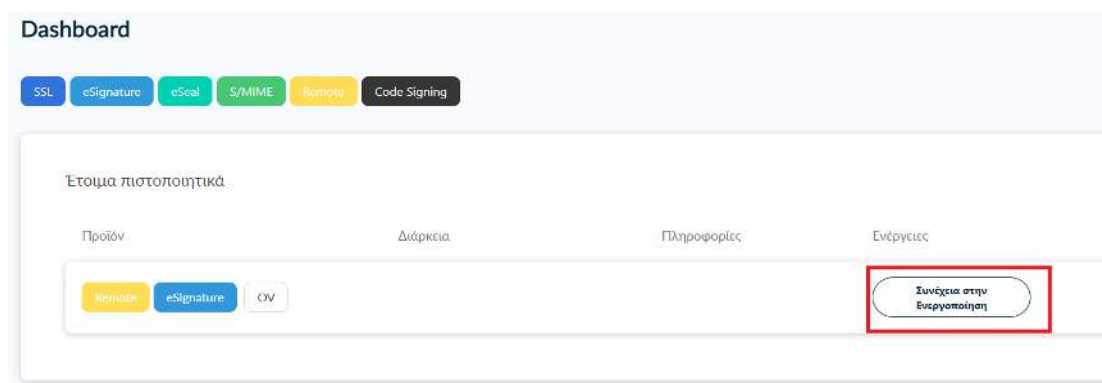 Dashboard
SSL eSignature eSeal S/MIME Remote Code Signing
Έτοιμα πιστοποιητικά
Προϊόν Διάρκεια Πληροφορίες Ενέργειες
Remote eSignature OV
Συνέχεια στην
Ενεργοποίηση